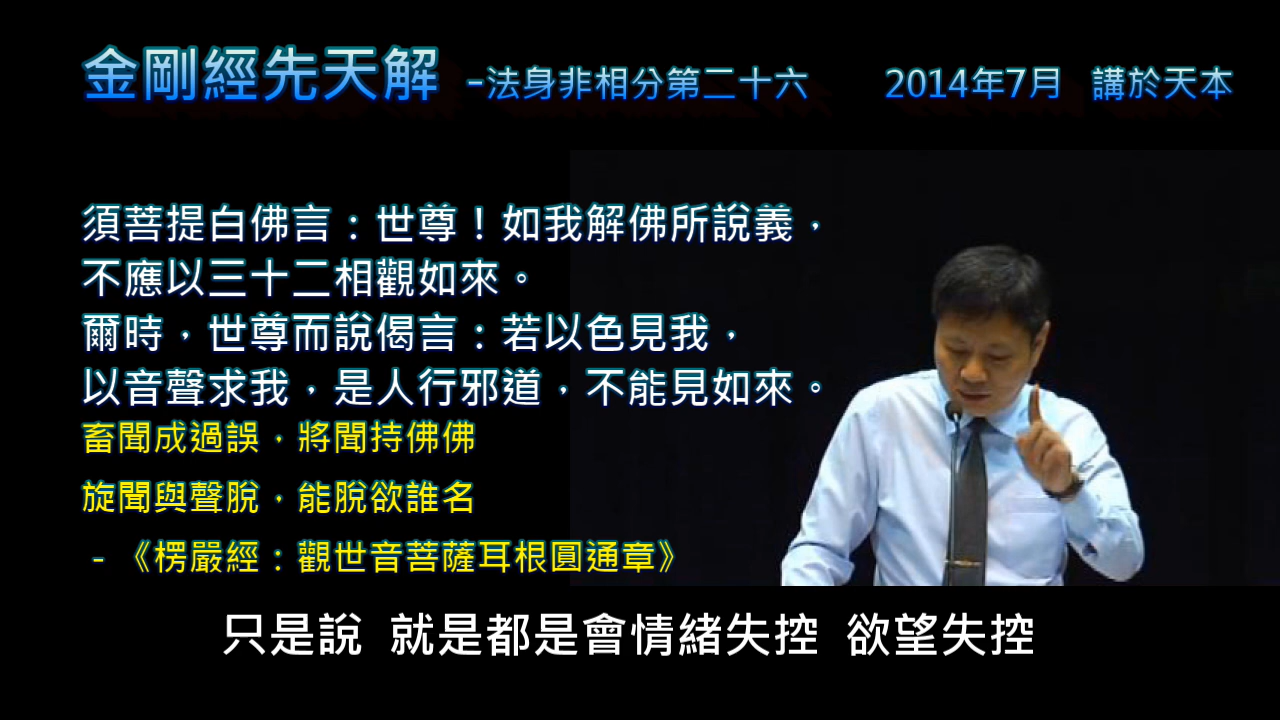 金剛經先天解 -法身非相分第二十六 2014年7月 講於天本
須菩提白佛言：世尊！如我解佛所說義，
不應以三十二相觀如來。
爾時，世尊而說偈言：若以色見我，
以音聲求我，是人行邪道，不能見如來。
畜聞成過誤，將聞持佛佛
旋聞與聲脫，能脫欲誰名
-《楞嚴經：觀世音菩薩耳根圓通章》
只是說 就是都是會情緒失控 欲望失控